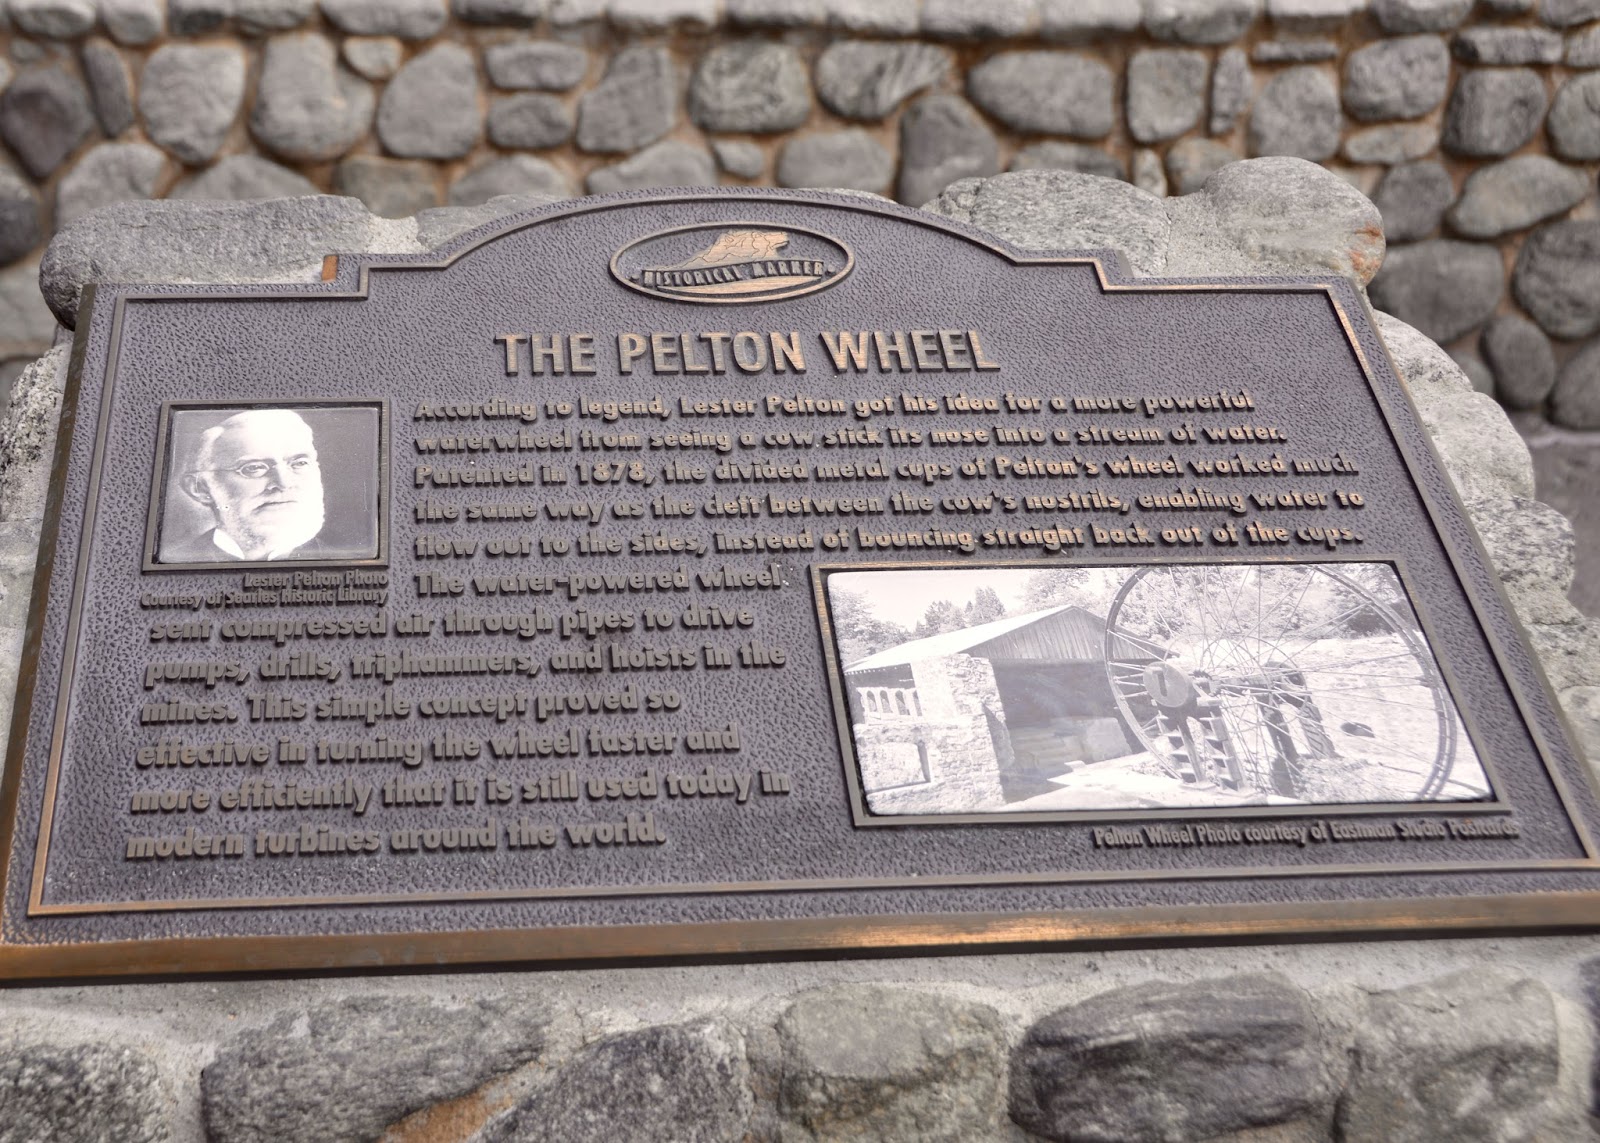 HISTORICAL MARKER
THE PELTON WHEEL
According to legend, Lester Pelton got his idea for a more powerful
waterwheel from seeing a cow stick its nose into a stream of water.
Patented in 1878, the divided metal cups of Pelton's wheel worked much
the same way as the cleft between the cow's nostrils, enabling water to
flow out to the sides, instead of bouncing straight back out of the cups.
The water-powered wheel
sent compressed air through pipes to drive
pumps, drills, triphammers, and hoists in the
mines. This simple concept proved so
effective in turning the wheel faster and
more efficiently that it is still used today in
modern turbines around the world.
Lester Pelton Photo
Courtesy of Searles Historic Library
Pelton Wheel Photo courtesy of Eastman Studio Postcards